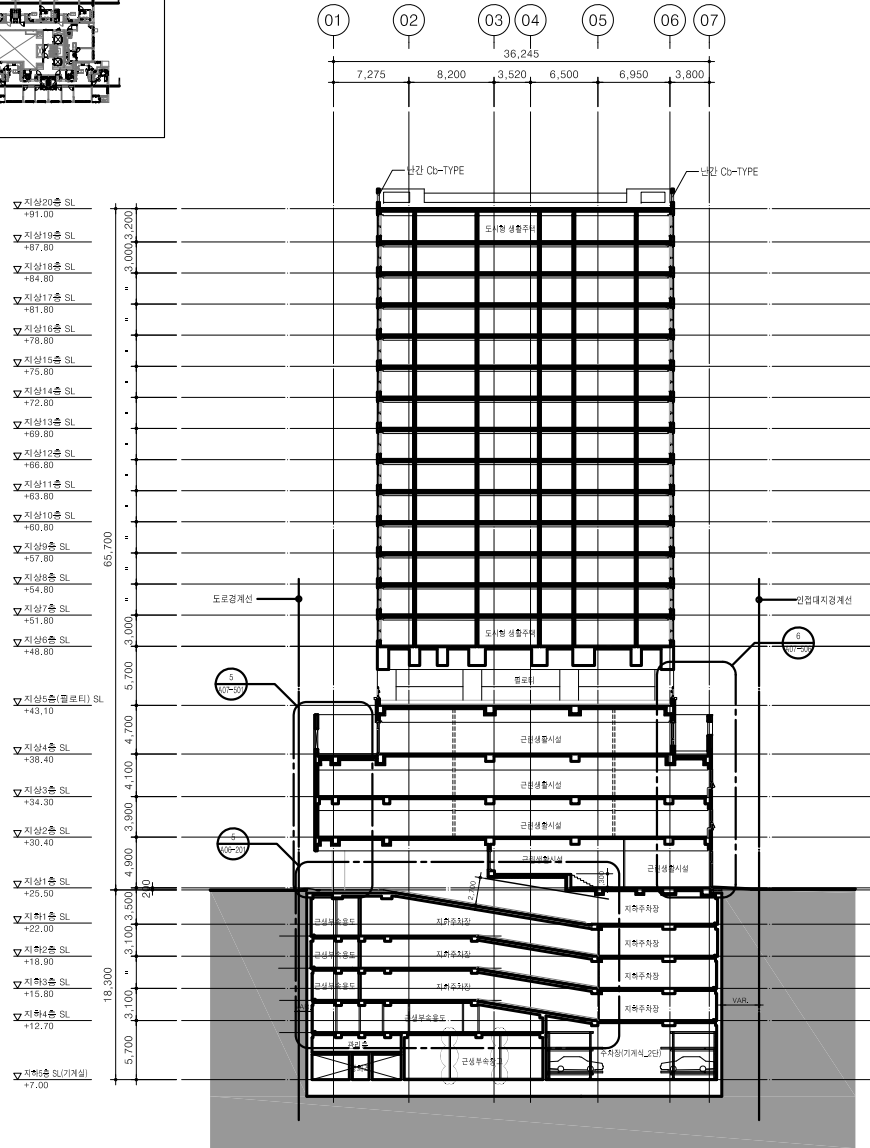 01 02 03 04 05 06 07
36,245
7,275 8,200 3,520 6,500 6,950 3,800
난간 Cb-TYPE
난간 Cb-TYPE
지상20층 SL
+91.00
3,200
도시형 생활주택
지상19층 SL
+87.80
3,000
지상18층 SL
+84.80
"
지상17층 SL
+81.80
"
지상16층 SL
+78.80
"
지상15층 SL
+75.80
"
지상14층 SL
+72.80
"
지상13층 SL
+69.80
"
지상12층 SL
+66.80
"
지상11층 SL
+63.80
"
지상10층 SL
+60.80
65,700
"
지상9층 SL
+57.80
"
지상8층 SL
+54.80
"
도로경계선
인접대지경계선
지상7층 SL
+51.80
3,000
도시형 생활주택
지상6층 SL
+48.80
6
A07-506
5,700
필로티
5
A07-501
지상5층(필로티) SL
+43.10
4,700
근린생활시설
지상4층 SL
+38.40
4,100
근린생활시설
지상3층 SL
+34.30
3,900
근린생활시설
지상2층 SL
+30.40
5
A06-201
4,900
근린생활시설
근린생활시설
지상1층 SL
+25.50
200
2,700
3,500
근생부속용도
지하주차장
지하주차장
지하1층 SL
+22.00
3,100
근생부속용도
지하주차장
지하주차장
지하2층 SL
+18.90
18,300
"
근생부속용도
지하주차장
지하주차장
지하3층 SL
+15.80
3,100
VAR.
지하주차장
지하4층 SL
+12.70
근생부속용도
5,700
관리실
근생부속창고
주차장(기계식_2단)
지하5층 SL(기계실)
+7.00